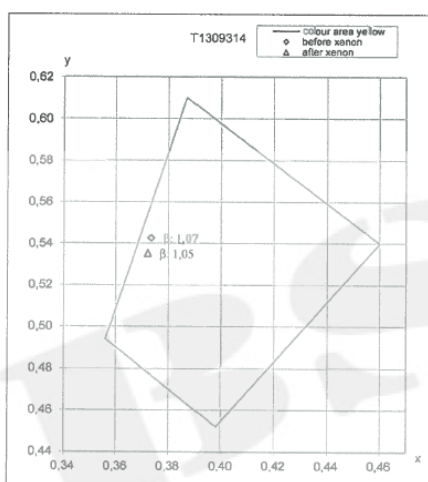 T1309314
colour area yellow
before xenon
after xenon
y
0,62
0,60
0,58
0,56
0,54
0,52
0,50
0,48
0,46
0,44
β: 1,07
β: 1,05
0,34 0,36 0,38 0,40 0,42 0,44 0,46 x
BS